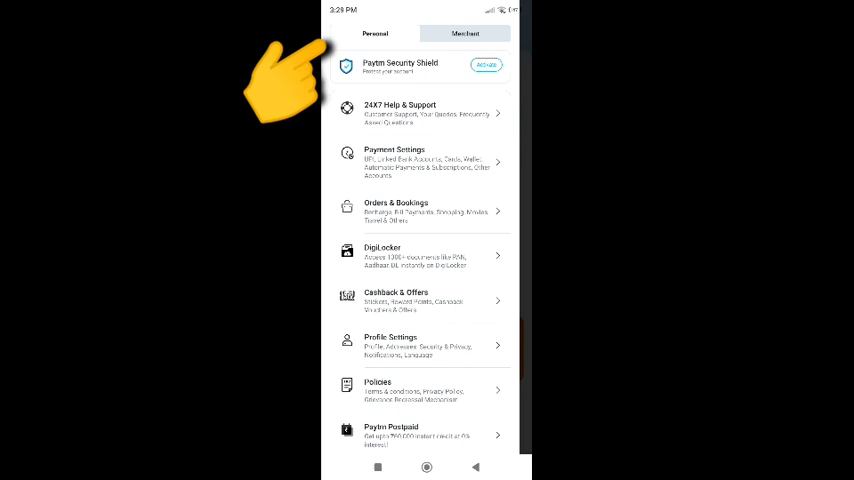 3:29 PM
Personal
Merchant
Paytm Security Shield
Protect your account
Activate
24X7 Help & Support
Customer Support, Your Queries, Frequently
Asked Questions
Payment Settings
UPI, Linked Bank Accounts, Cards, Wallet,
Automatic Payments & Subscriptions, Other
Accounts
Orders & Bookings
Recharge, Bill Payments, Shopping, Movies
Travel & Others
DigiLocker
Access 1000+ documents like PAN,
Aadhaar, DL instantly on DigiLocker
Cashback & Offers
Stickers, Reward Points, Cashback
Vouchers & Offers
Profile Settings
Profile, Addresses, Security & Privacy,
Notifications, Language
Policies
Terms & conditions, Privacy Policy,
Grievance Redressal Mechanism
Paytm Postpaid
Get upto ₹60,000 instant credit at 0%
interest!